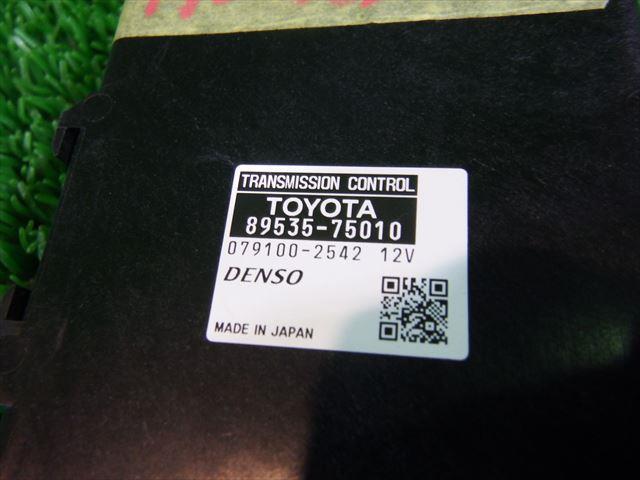 TRANSMISSION CONTROL
TOYOTA
89535-75010
079100-2542 12V
DENSO
MADE IN JAPAN